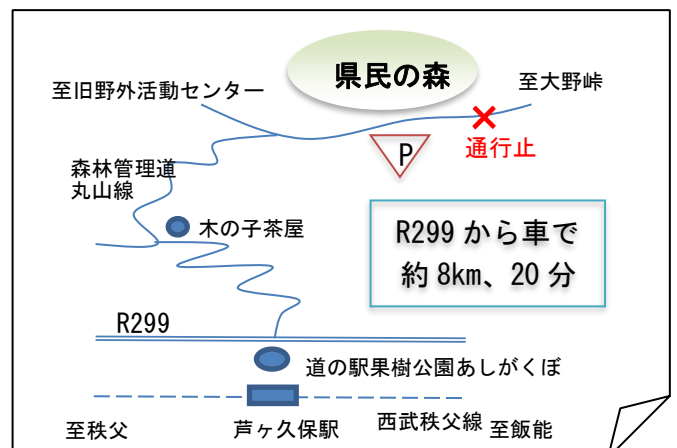 県民の森
至旧野外活動センター
至大野峠
通行止
P
森林管理道
丸山線
木の子茶屋
R299 から車で
約 8km、20 分
R299
道の駅果樹公園あしがくぼ
至秩父
芦ヶ久保駅
西武秩父線
至飯能